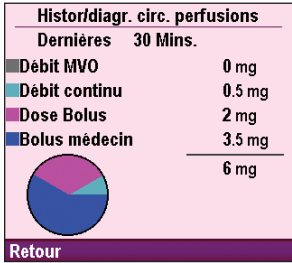 Histor/diagr. circ. perfusions
Dernières 30 Mins.
Débit MVO 0 mg
Débit continu 0.5 mg
Dose Bolus 2 mg
Bolus médecin 3.5 mg
6 mg
Retour